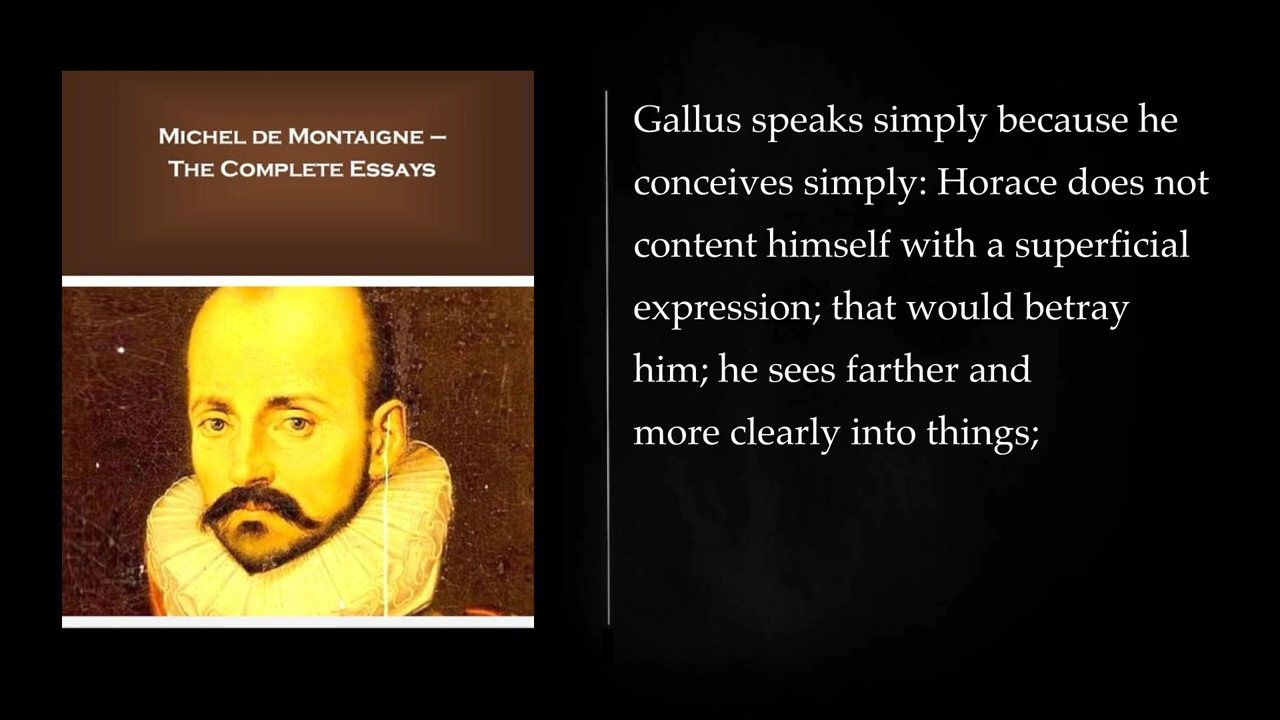 MICHEL DE MONTAIGNE –
THE COMPLETE ESSAYS
Gallus speaks simply because he
conceives simply: Horace does not
content himself with a superficial
expression; that would betray
him; he sees farther and
more clearly into things;